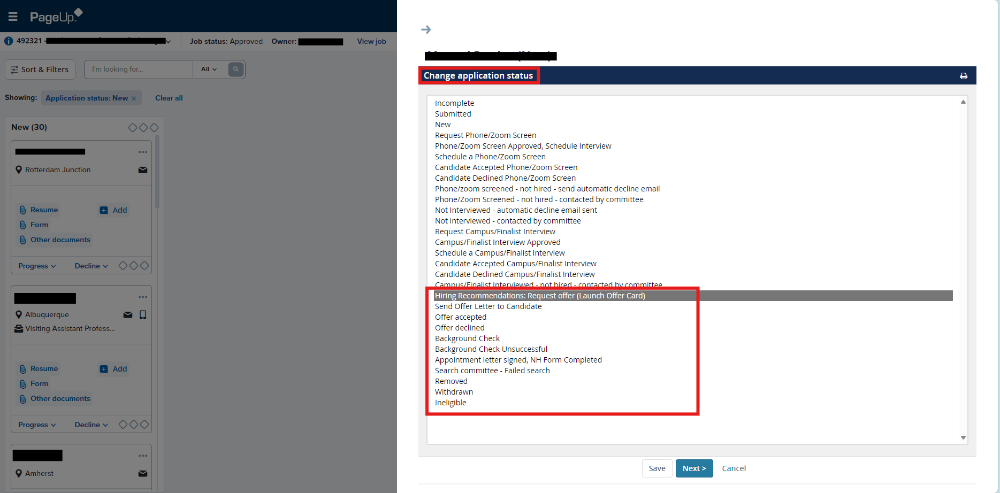 PageUp
492321 -
Job status: Approved
Owner:
View job
Sort & Filters
I'm looking for...
All
Showing:
Application status: New ×
Clear all
New (30)
Rotterdam Junction
Resume
Add
Form
Other documents
Progress
Decline
Albuquerque
Visiting Assistant Profess...
Resume
Add
Form
Other documents
Progress
Decline
Amherst
Change application status
Incomplete
Submitted
New
Request Phone/Zoom Screen
Phone/Zoom Screen Approved, Schedule Interview
Schedule a Phone/Zoom Screen
Candidate Accepted Phone/Zoom Screen
Candidate Declined Phone/Zoom Screen
Phone/zoom screened - not hired - send automatic decline email
Phone/Zoom Screened - not hired - contacted by committee
Not Interviewed - automatic decline email sent
Not interviewed - contacted by committee
Request Campus/Finalist Interview
Campus/Finalist Interview Approved
Schedule a Campus/Finalist Interview
Candidate Accepted Campus/Finalist Interview
Candidate Declined Campus/Finalist Interview
Campus/Finalist Interviewed - not hired - contacted by committee
Hiring Recommendations: Request offer (Launch Offer Card)
Send Offer Letter to Candidate
Offer accepted
Offer declined
Background Check
Background Check Unsuccessful
Appointment letter signed, NH Form Completed
Search committee - Failed search
Removed
Withdrawn
Ineligible
Save
Next >
Cancel